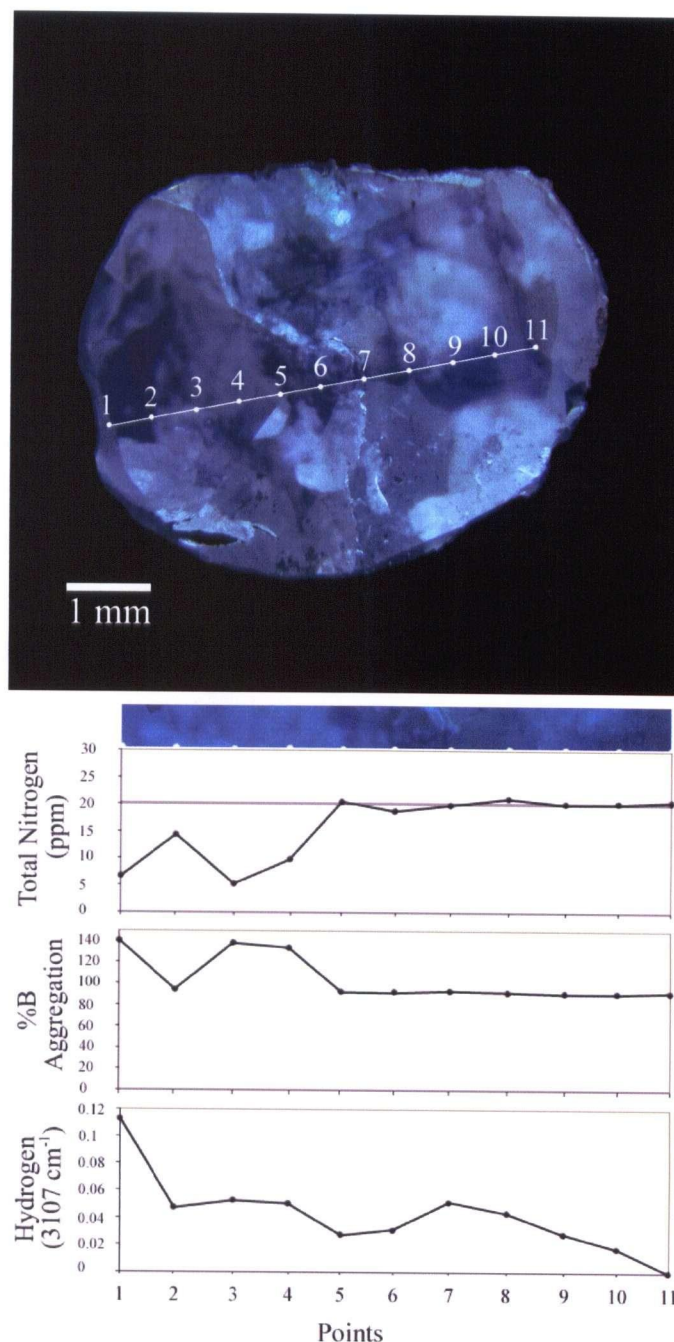 1 2 3 4 5 6 7 8 9 10 11
1 mm
Total Nitrogen
(ppm)
30
25
20
15
10
5
0
%B
Aggregation
140
120
100
80
60
40
20
0
Hydrogen
(3107 cm⁻¹)
0.12
0.1
0.08
0.06
0.04
0.02
0
1 2 3 4 5 6 7 8 9 10 11
Points